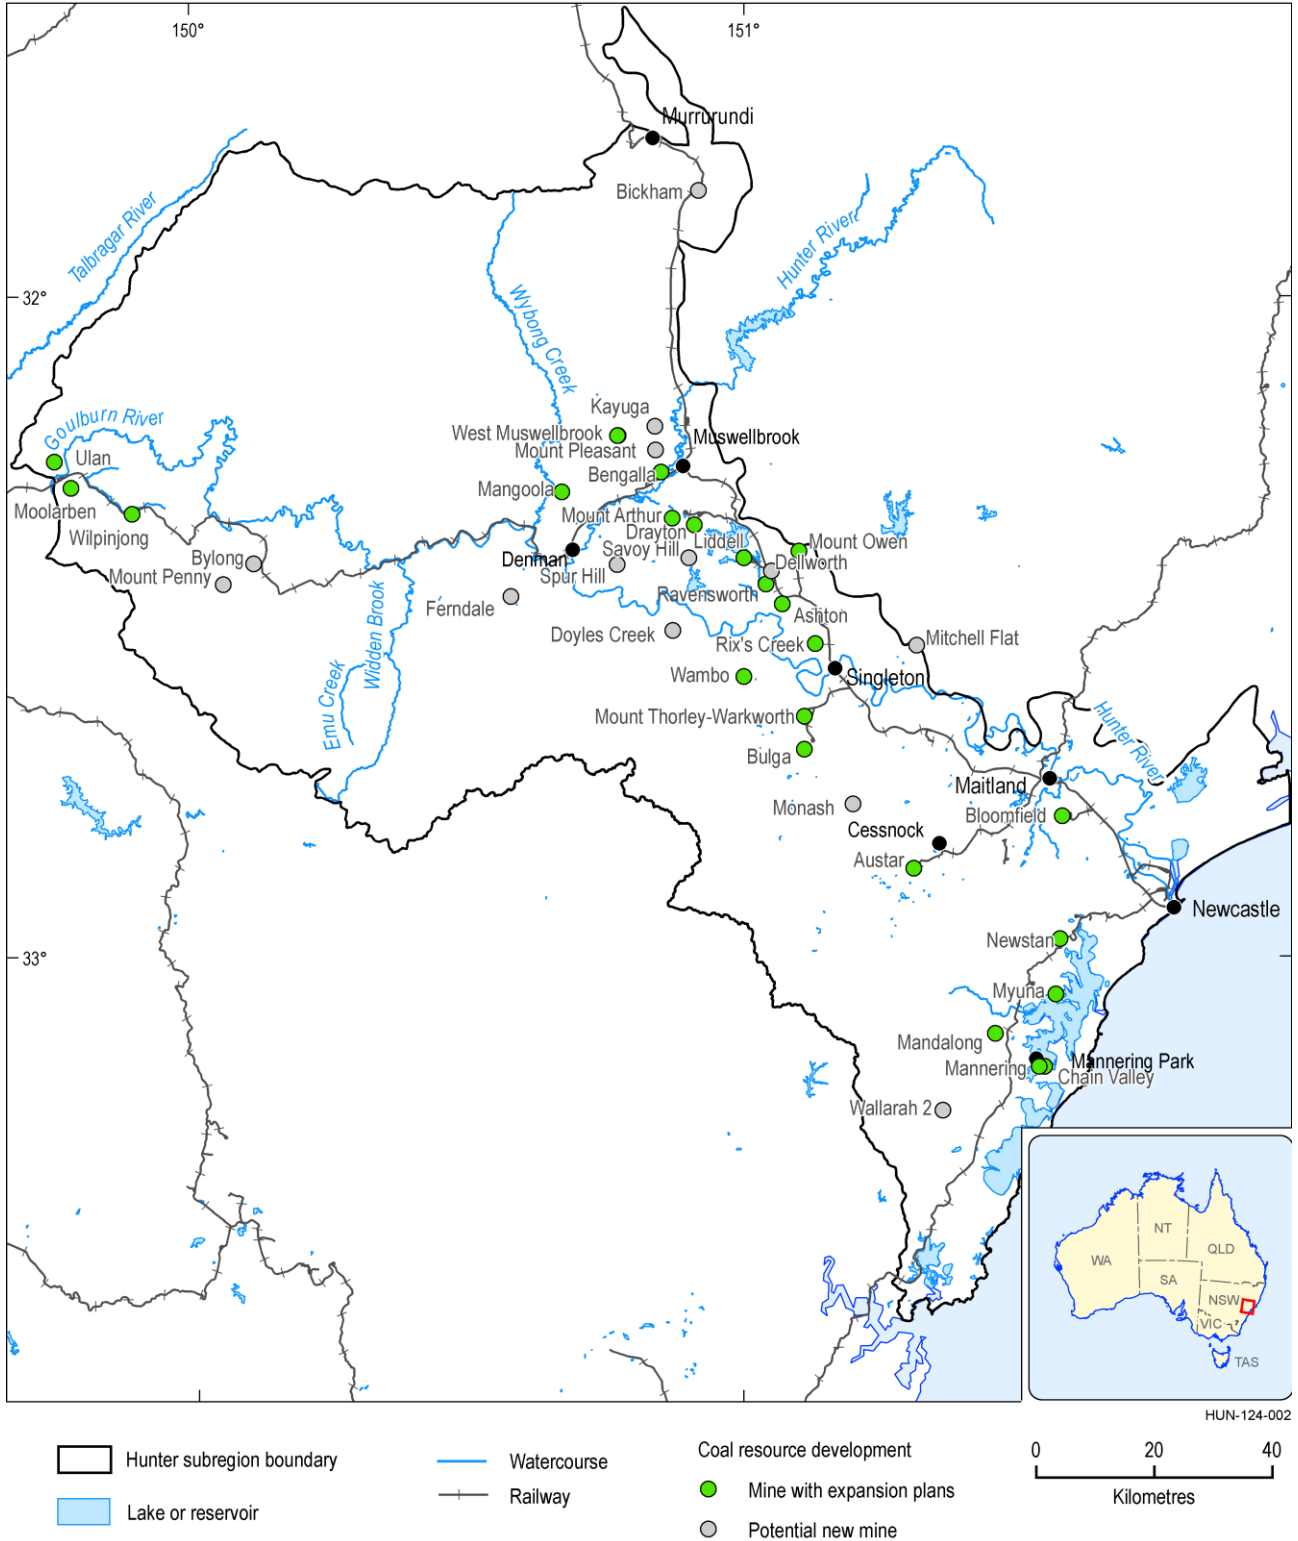 150°
151°
Murrurundi
Bickham
Talbragar River
Hunter River
32°
Wybong Creek
Kayuga
Goulburn River
West Muswellbrook
Muswellbrook
Mount Pleasant
Ulan
Bengalla
Mangoola
Moolarben
Mount Arthur
Wilpinjong
Drayton
Liddell
Mount Owen
Savoy Hill
Bylong
Denman
Dellworth
Mount Penny
Spur Hill
Ravensworth
Ferndale
Ashton
Widden Brook
Doyles Creek
Rix's Creek
Mitchell Flat
Emu Creek
Wambo
Singleton
Mount Thorley-Warkworth
Hunter River
Bulga
Maitland
Monash
Bloomfield
Cessnock
Austar
Newcastle
Newstan
33°
Myuna
Mandalong
Mannering
Mannering Park
Chain Valley
Wallarah 2
NT
QLD
WA
SA
NSW
VIC
TAS
HUN-124-002
Hunter subregion boundary
Lake or reservoir
Watercourse
Railway
Coal resource development
Mine with expansion plans
Potential new mine
0 20 40
Kilometres